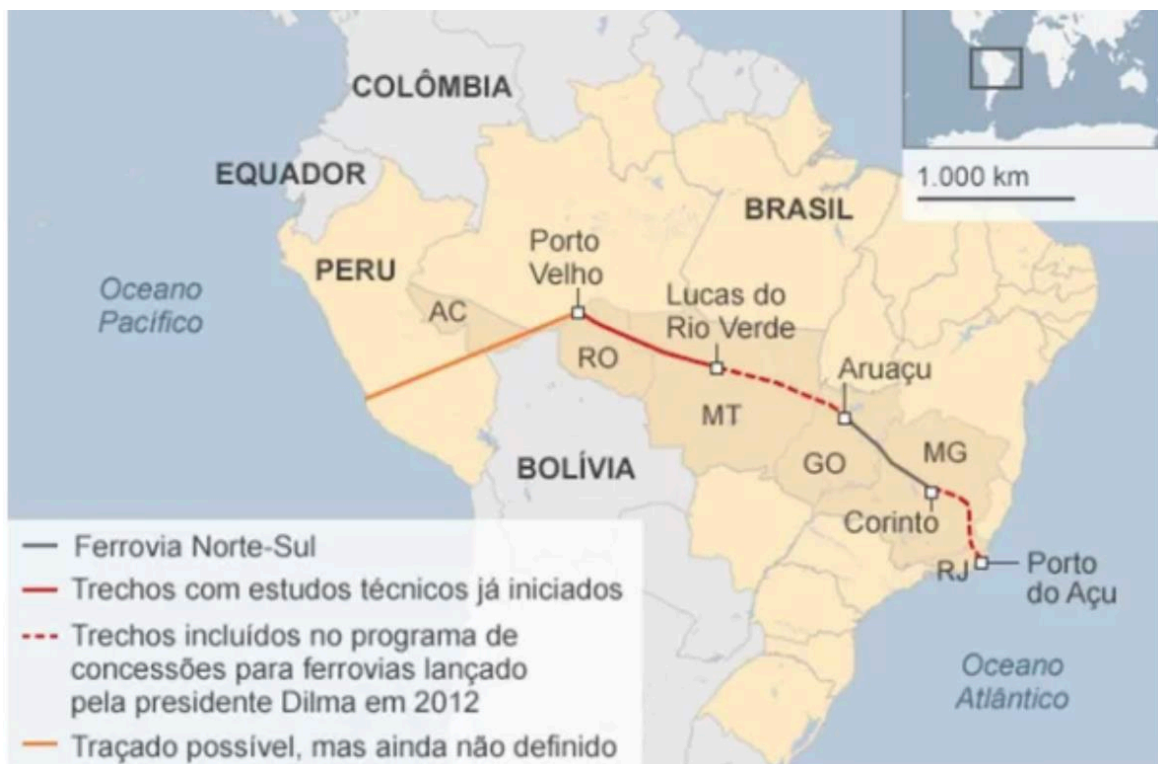 COLÔMBIA
EQUADOR
1.000 km
BRASIL
Porto
Velho
PERU
Oceano
Pacífico
Lucas do
Rio Verde
AC
RO
Aruaçu
MT
MG
GO
BOLÍVIA
Corinto
RJ
Porto
do Açu
Oceano
Atlântico
Ferrovia Norte-Sul
Trechos com estudos técnicos já iniciados
Trechos incluídos no programa de
concessões para ferrovias lançado
pela presidente Dilma em 2012
Traçado possível, mas ainda não definido